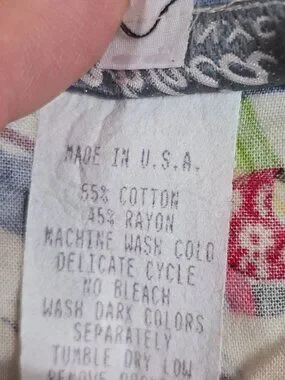 MADE IN U.S.A.
55% COTTON
45% RAYON
MACHINE WASH COLD
DELICATE CYCLE
NO BLEACH
WASH DARK COLORS
SEPARATELY
TUMBLE DRY LOW